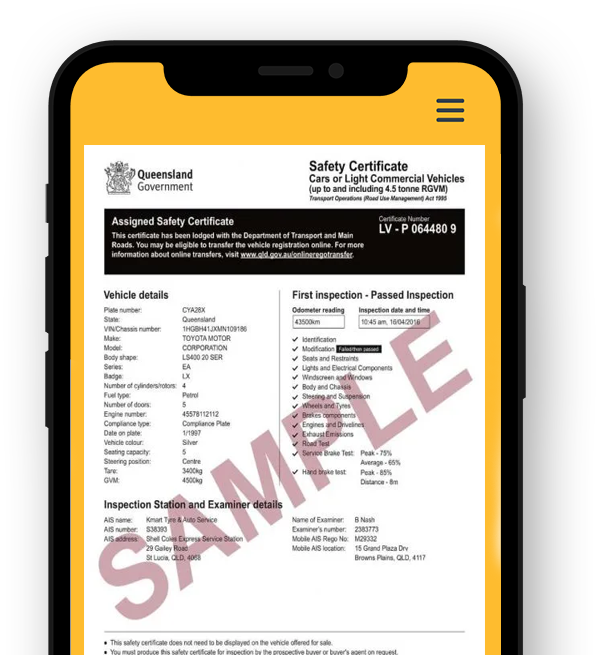 Queensland
Government
Safety Certificate
Cars or Light Commercial Vehicles
(up to and including 4.5 tonne RGVM)
Transport Operations (Road Use Management) Act 1995
Assigned Safety Certificate
This certificate has been lodged with the Department of Transport and Main
Roads. You may be eligible to transfer the vehicle registration online. For more
information about online transfers, visit www.qld.gov.au/onlineregotransfer.
Certificate Number
LV - P 064480 9
Vehicle details
Plate number: CYA28X
State: Queensland
VIN/Chassis number: 1HGBH41JXMN109186
Make: TOYOTA MOTOR
Model: CORPORATION
Body shape: LS400 20 SER
Series: EA
Badge: LX
Number of cylinders/rotors: 4
Fuel type: Petrol
Number of doors: 5
Engine number: 45578112112
Compliance type: Compliance Plate
Date on plate: 1/1997
Vehicle colour: Silver
Seating capacity: 5
Steering position: Centre
Tare: 3400kg
GVM: 4500kg
First inspection - Passed Inspection
Odometer reading Inspection date and time
43500km 10:45 am, 16/04/2016
Identification
Modification Failed/then passed
Seats and Restraints
Lights and Electrical Components
Windscreen and Windows
Body and Chassis
Steering and Suspension
Wheels and Tyres
Brakes components
Engines and Drivelines
Exhaust Emissions
Road Test
Service Brake Test: Peak - 75%
Average - 65%
Hand brake test: Peak - 85%
Distance - 8m
Inspection Station and Examiner details
AIS name: Kmart Tyre & Auto Service
AIS number: S38393
AIS address: Shell Coles Express Service Station
29 Gailey Road
St Lucia, QLD, 4068
Name of Examiner: B Nash
Examiner's number: 2383773
Mobile AIS Rego No: M29332
Mobile AIS location: 15 Grand Plaza Drv
Browns Plains, QLD, 4117
SAMPLE
• This safety certificate does not need to be displayed on the vehicle offered for sale.
• You must produce this safety certificate for inspection by the prospective buyer or buyer's agent on request.